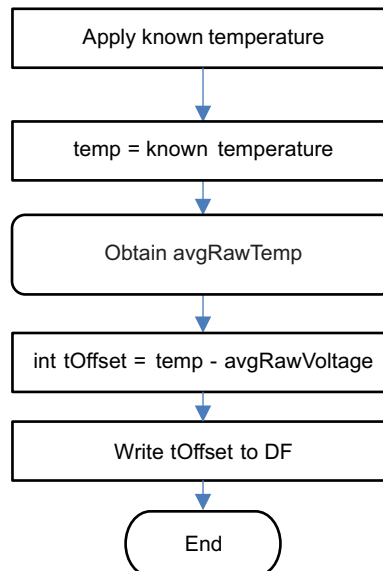 Apply known temperature
temp = known temperature
Obtain avgRawTemp
int tOffset = temp - avgRawVoltage
Write tOffset to DF
End